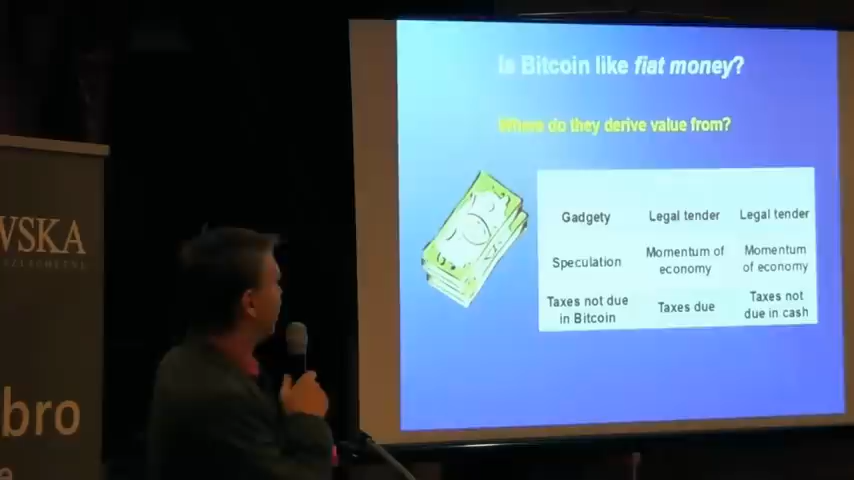 Is Bitcoin like fiat money?
Where do they derive value from?
Gadgety
Legal tender
Legal tender
Speculation
Momentum of
economy
Momentum
of economy
Taxes not due
in Bitcoin
Taxes due
Taxes not
due in cash
VSKA
bro
e